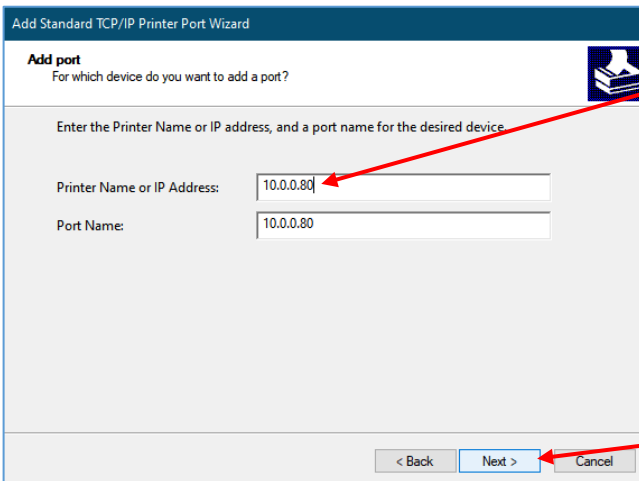 Add Standard TCP/IP Printer Port Wizard
Add port
For which device do you want to add a port?
Enter the Printer Name or IP address, and a port name for the desired device.
Printer Name or IP Address: 10.0.0.80
Port Name: 10.0.0.80
< Back Next > Cancel